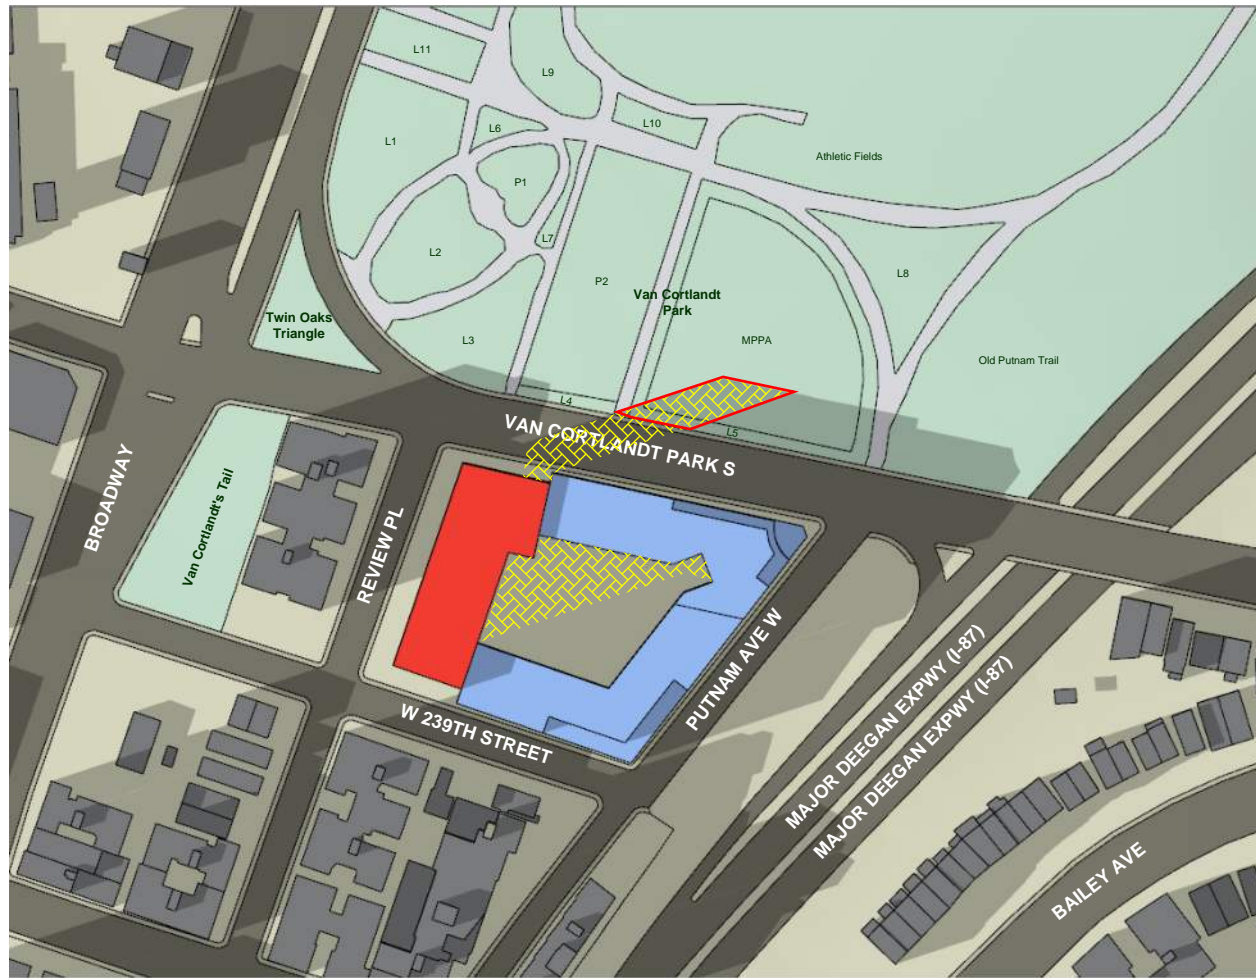 L11
L9
L10
L6
L1
Athletic Fields
P1
L7
L2
L8
P2
Van Cortlandt
Park
Twin Oaks
Triangle
L3
MPPA
Old Putnam Trail
L4
L5
VAN CORTLANDT PARK S
BROADWAY
Van Cortlandt's Tail
REVIEW PL
PUTNAM AVE W
W 239TH STREET
MAJOR DEEGAN EXPWY (I-87)
MAJOR DEEGAN EXPWY (I-87)
BAILEY AVE